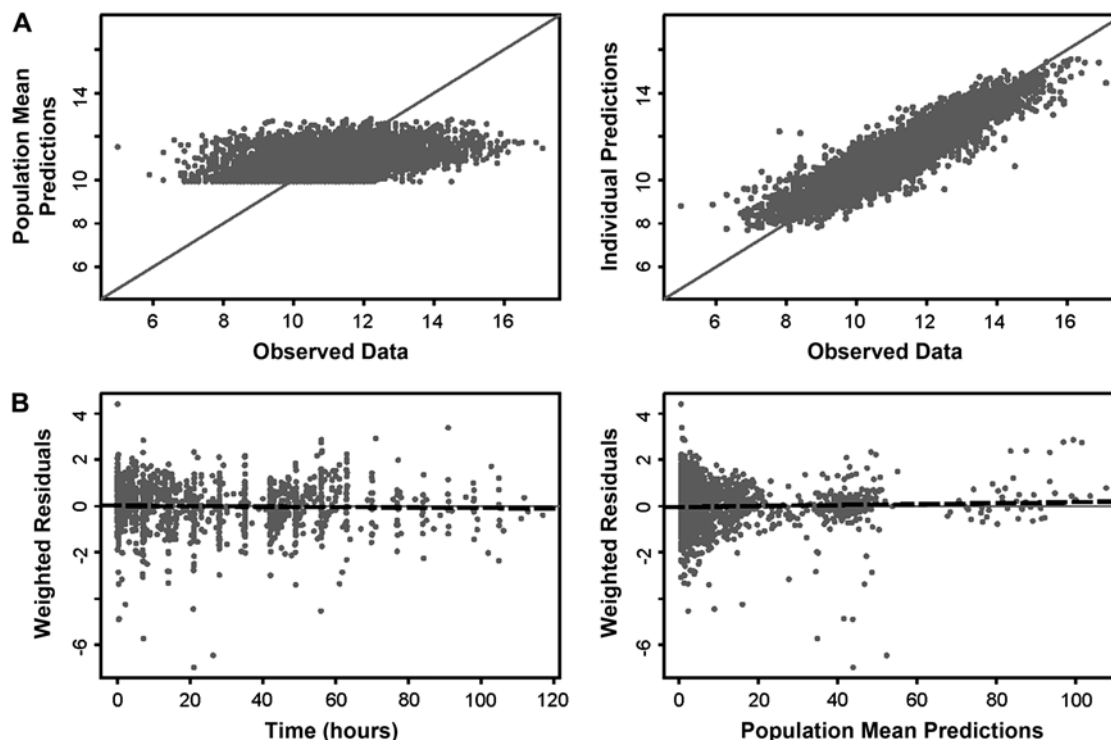 A
Population Mean
Predictions
14
12
10
8
6
6 8 10 12 14 16
Observed Data
Individual Predictions
14
12
10
8
6
6 8 10 12 14 16
Observed Data
B
Weighted Residuals
4
2
0
-2
-6
0 20 40 60 80 100 120
Time (hours)
Weighted Residuals
4
2
0
-2
-6
0 20 40 60 80 100
Population Mean Predictions